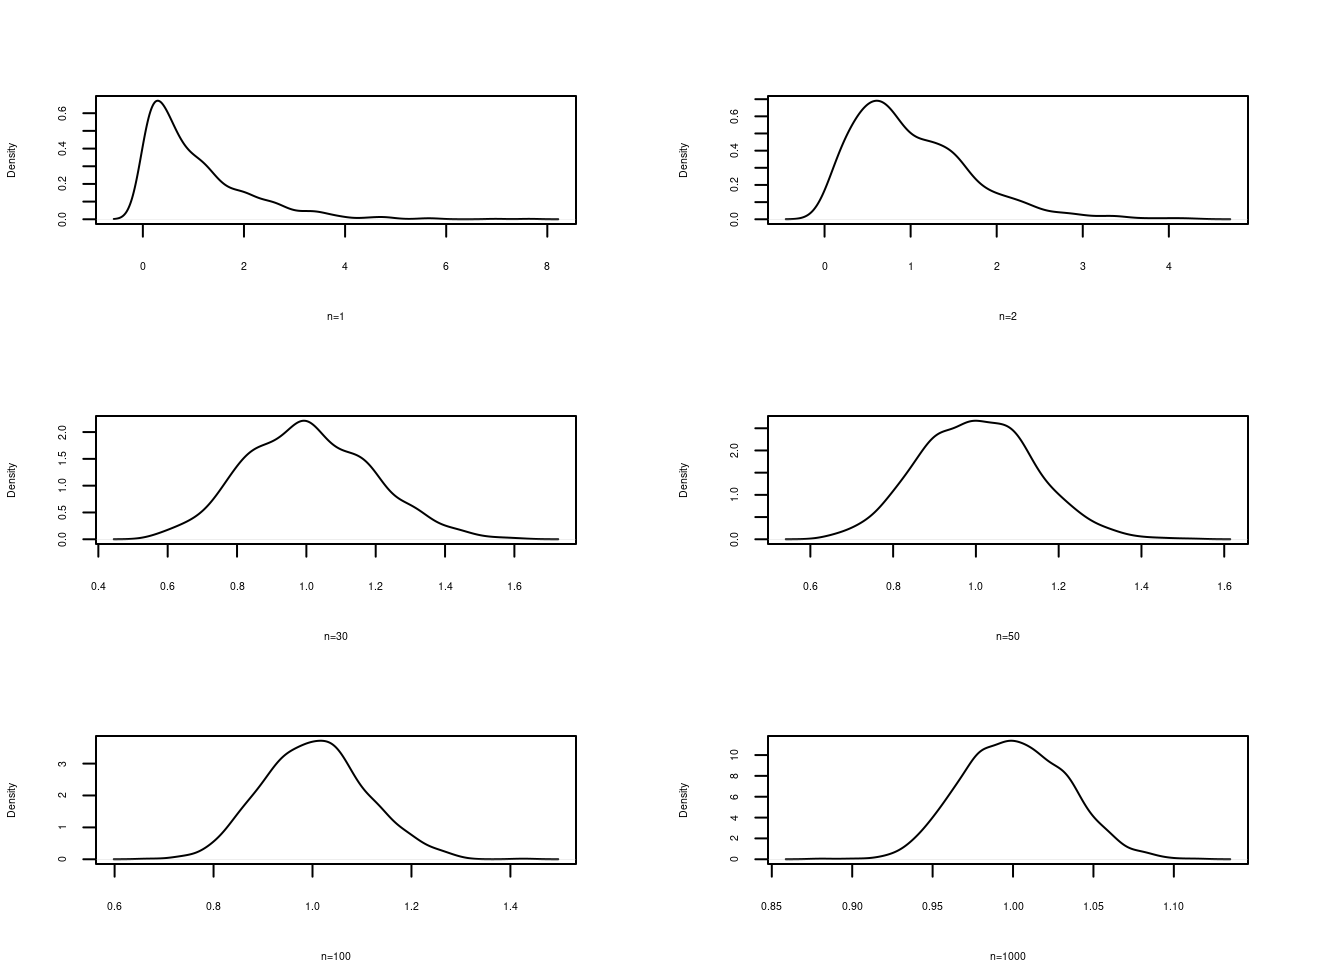 Density
0.0 0.2 0.4 0.6
0 2 4 6 8
n=1
Density
0.0 0.2 0.4 0.6
0 1 2 3 4
n=2
Density
0.0 0.5 1.0 1.5 2.0
0.4 0.6 0.8 1.0 1.2 1.4 1.6
n=30
Density
0.0 1.0 2.0
0.6 0.8 1.0 1.2 1.4 1.6
n=50
Density
0 1 2 3
0.6 0.8 1.0 1.2 1.4
n=100
Density
0 2 4 6 8 10
0.85 0.90 0.95 1.00 1.05 1.10
n=1000